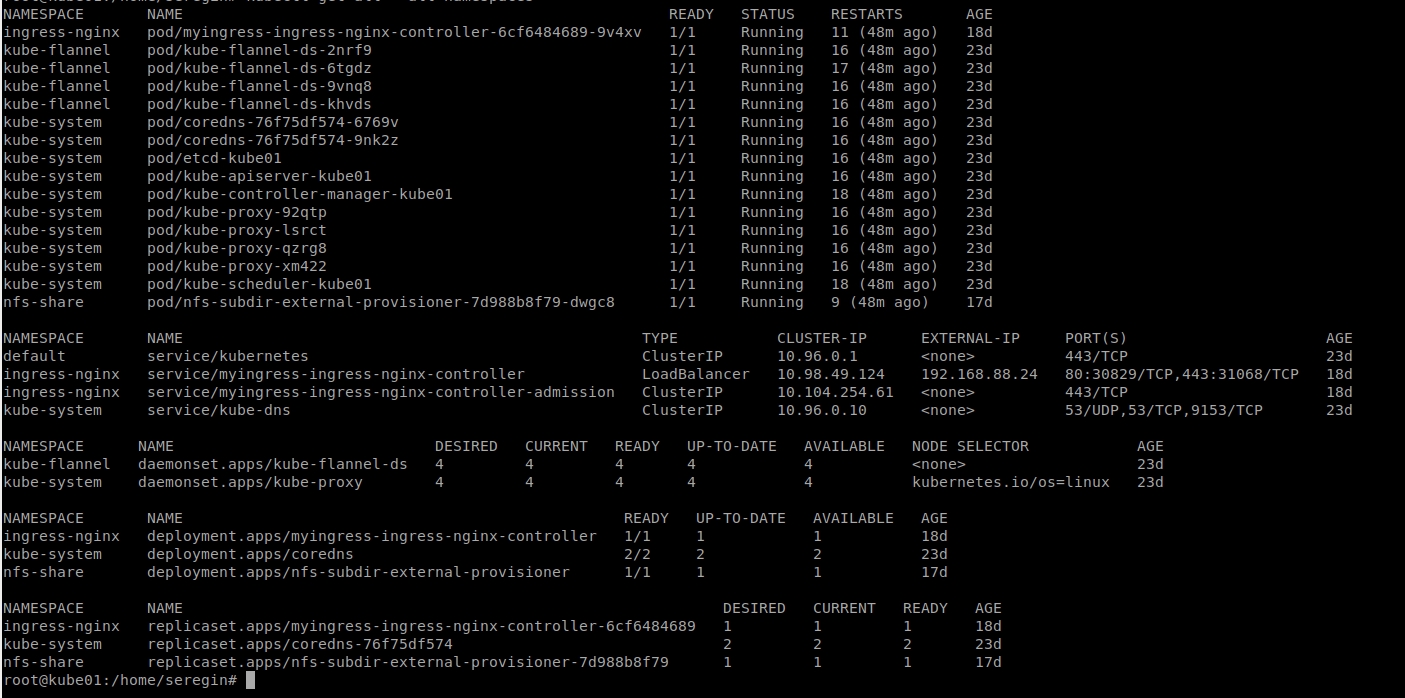 NAMESPACE NAME READY STATUS RESTARTS AGE
ingress-nginx pod/myingress-ingress-nginx-controller-6cf6484689-9v4xv 1/1 Running 11 (48m ago) 18d
kube-flannel pod/kube-flannel-ds-2nrf9 1/1 Running 16 (48m ago) 23d
kube-flannel pod/kube-flannel-ds-6tgdz 1/1 Running 17 (48m ago) 23d
kube-flannel pod/kube-flannel-ds-9vnq8 1/1 Running 16 (48m ago) 23d
kube-flannel pod/kube-flannel-ds-khvds 1/1 Running 16 (48m ago) 23d
kube-system pod/coredns-76f75df574-6769v 1/1 Running 16 (48m ago) 23d
kube-system pod/coredns-76f75df574-9nk2z 1/1 Running 16 (48m ago) 23d
kube-system pod/etcd-kube01 1/1 Running 16 (48m ago) 23d
kube-system pod/kube-apiserver-kube01 1/1 Running 16 (48m ago) 23d
kube-system pod/kube-controller-manager-kube01 1/1 Running 18 (48m ago) 23d
kube-system pod/kube-proxy-92qtp 1/1 Running 16 (48m ago) 23d
kube-system pod/kube-proxy-lsrct 1/1 Running 16 (48m ago) 23d
kube-system pod/kube-proxy-qzrg8 1/1 Running 16 (48m ago) 23d
kube-system pod/kube-proxy-xm422 1/1 Running 16 (48m ago) 23d
kube-system pod/kube-scheduler-kube01 1/1 Running 18 (48m ago) 23d
nfs-share pod/nfs-subdir-external-provisioner-7d988b8f79-dwgc8 1/1 Running 9 (48m ago) 17d
NAMESPACE NAME TYPE CLUSTER-IP EXTERNAL-IP PORT(S) AGE
default service/kubernetes ClusterIP 10.96.0.1 <none> 443/TCP 23d
ingress-nginx service/myingress-ingress-nginx-controller LoadBalancer 10.98.49.124 192.168.88.24 80:30829/TCP,443:31068/TCP 18d
ingress-nginx service/myingress-ingress-nginx-controller-admission ClusterIP 10.104.254.61 <none> 443/TCP 18d
kube-system service/kube-dns ClusterIP 10.96.0.10 <none> 53/UDP,53/TCP,9153/TCP 23d
NAMESPACE NAME DESIRED CURRENT READY UP-TO-DATE AVAILABLE NODE SELECTOR AGE
kube-flannel daemonset.apps/kube-flannel-ds 4 4 4 4 4 <none> 23d
kube-system daemonset.apps/kube-proxy 4 4 4 4 4 kubernetes.io/os=linux 23d
NAMESPACE NAME READY UP-TO-DATE AVAILABLE AGE
ingress-nginx deployment.apps/myingress-ingress-nginx-controller 1/1 1 1 18d
kube-system deployment.apps/coredns 2/2 2 2 23d
nfs-share deployment.apps/nfs-subdir-external-provisioner 1/1 1 1 17d
NAMESPACE NAME DESIRED CURRENT READY AGE
ingress-nginx replicaset.apps/myingress-ingress-nginx-controller-6cf6484689 1 1 1 18d
kube-system replicaset.apps/coredns-76f75df574 2 2 2 23d
nfs-share replicaset.apps/nfs-subdir-external-provisioner-7d988b8f79 1 1 1 17d
root@kube01:/home/seregin#